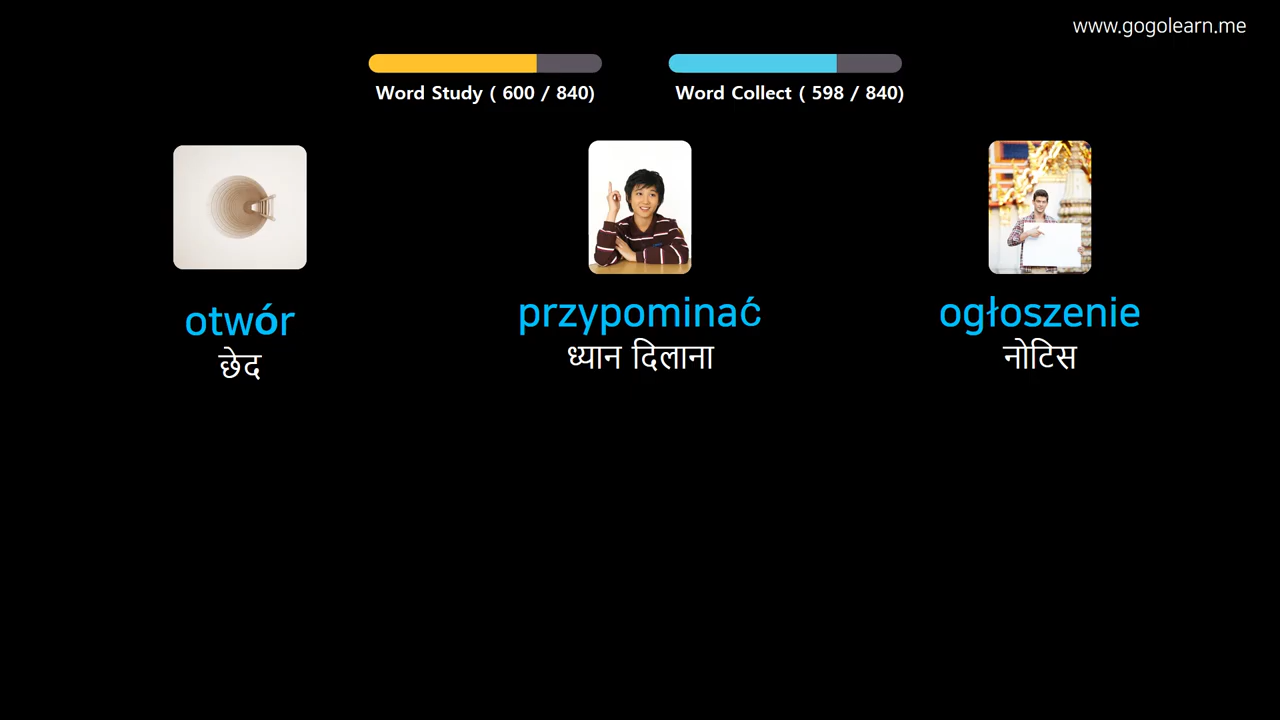 www.gogolearn.me
Word Study ( 600 / 840)
Word Collect ( 598 / 840)
otwór
छेद
przypominać
ध्यान दिलाना
ogłoszenie
नोटिस